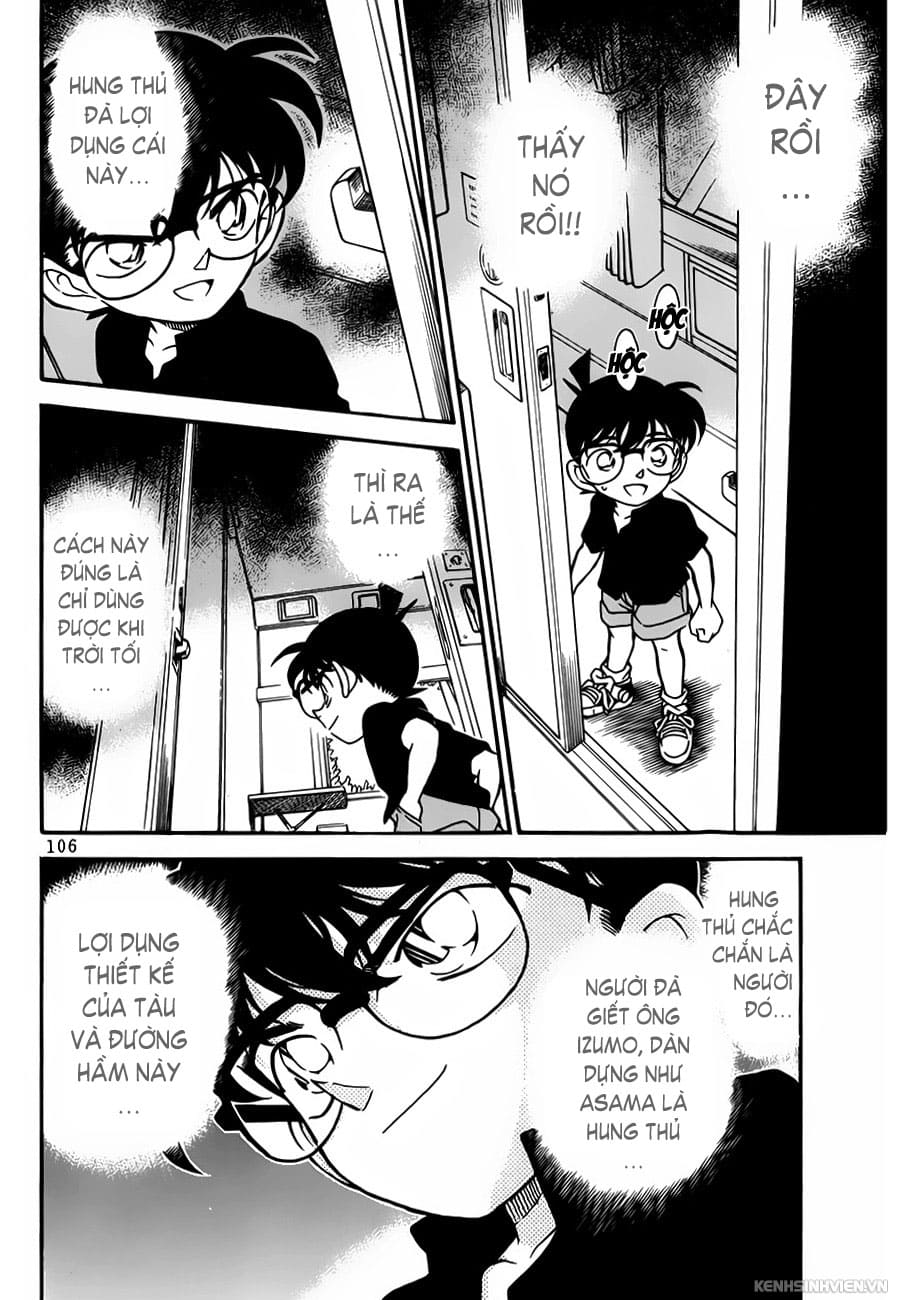 ĐÂY
RỒI
...
THẤY
NÓ
RỒI!!
HỘC
HỘC
HUNG THỦ
ĐÃ LỢI
DỤNG CÁI
NÀY...
THÌ RA
LÀ THẾ
...
CÁCH NÀY
ĐÚNG LÀ
CHỈ DÙNG
ĐƯỢC KHI
TRỜI TỐI
...
106
HUNG
THỦ CHẮC
CHẮN LÀ
NGƯỜI
ĐÓ...
NGƯỜI ĐÀ
GIẾT ÔNG
IZUMO, DÀN
DỰNG NHƯ
ASAMA LÀ
HUNG THỦ
...
LỢI DỤNG
THIẾT KẾ
CỦA TÀU
VÀ ĐƯỜNG
HẦM NÀY
...
KENHSINHVIEN.VN